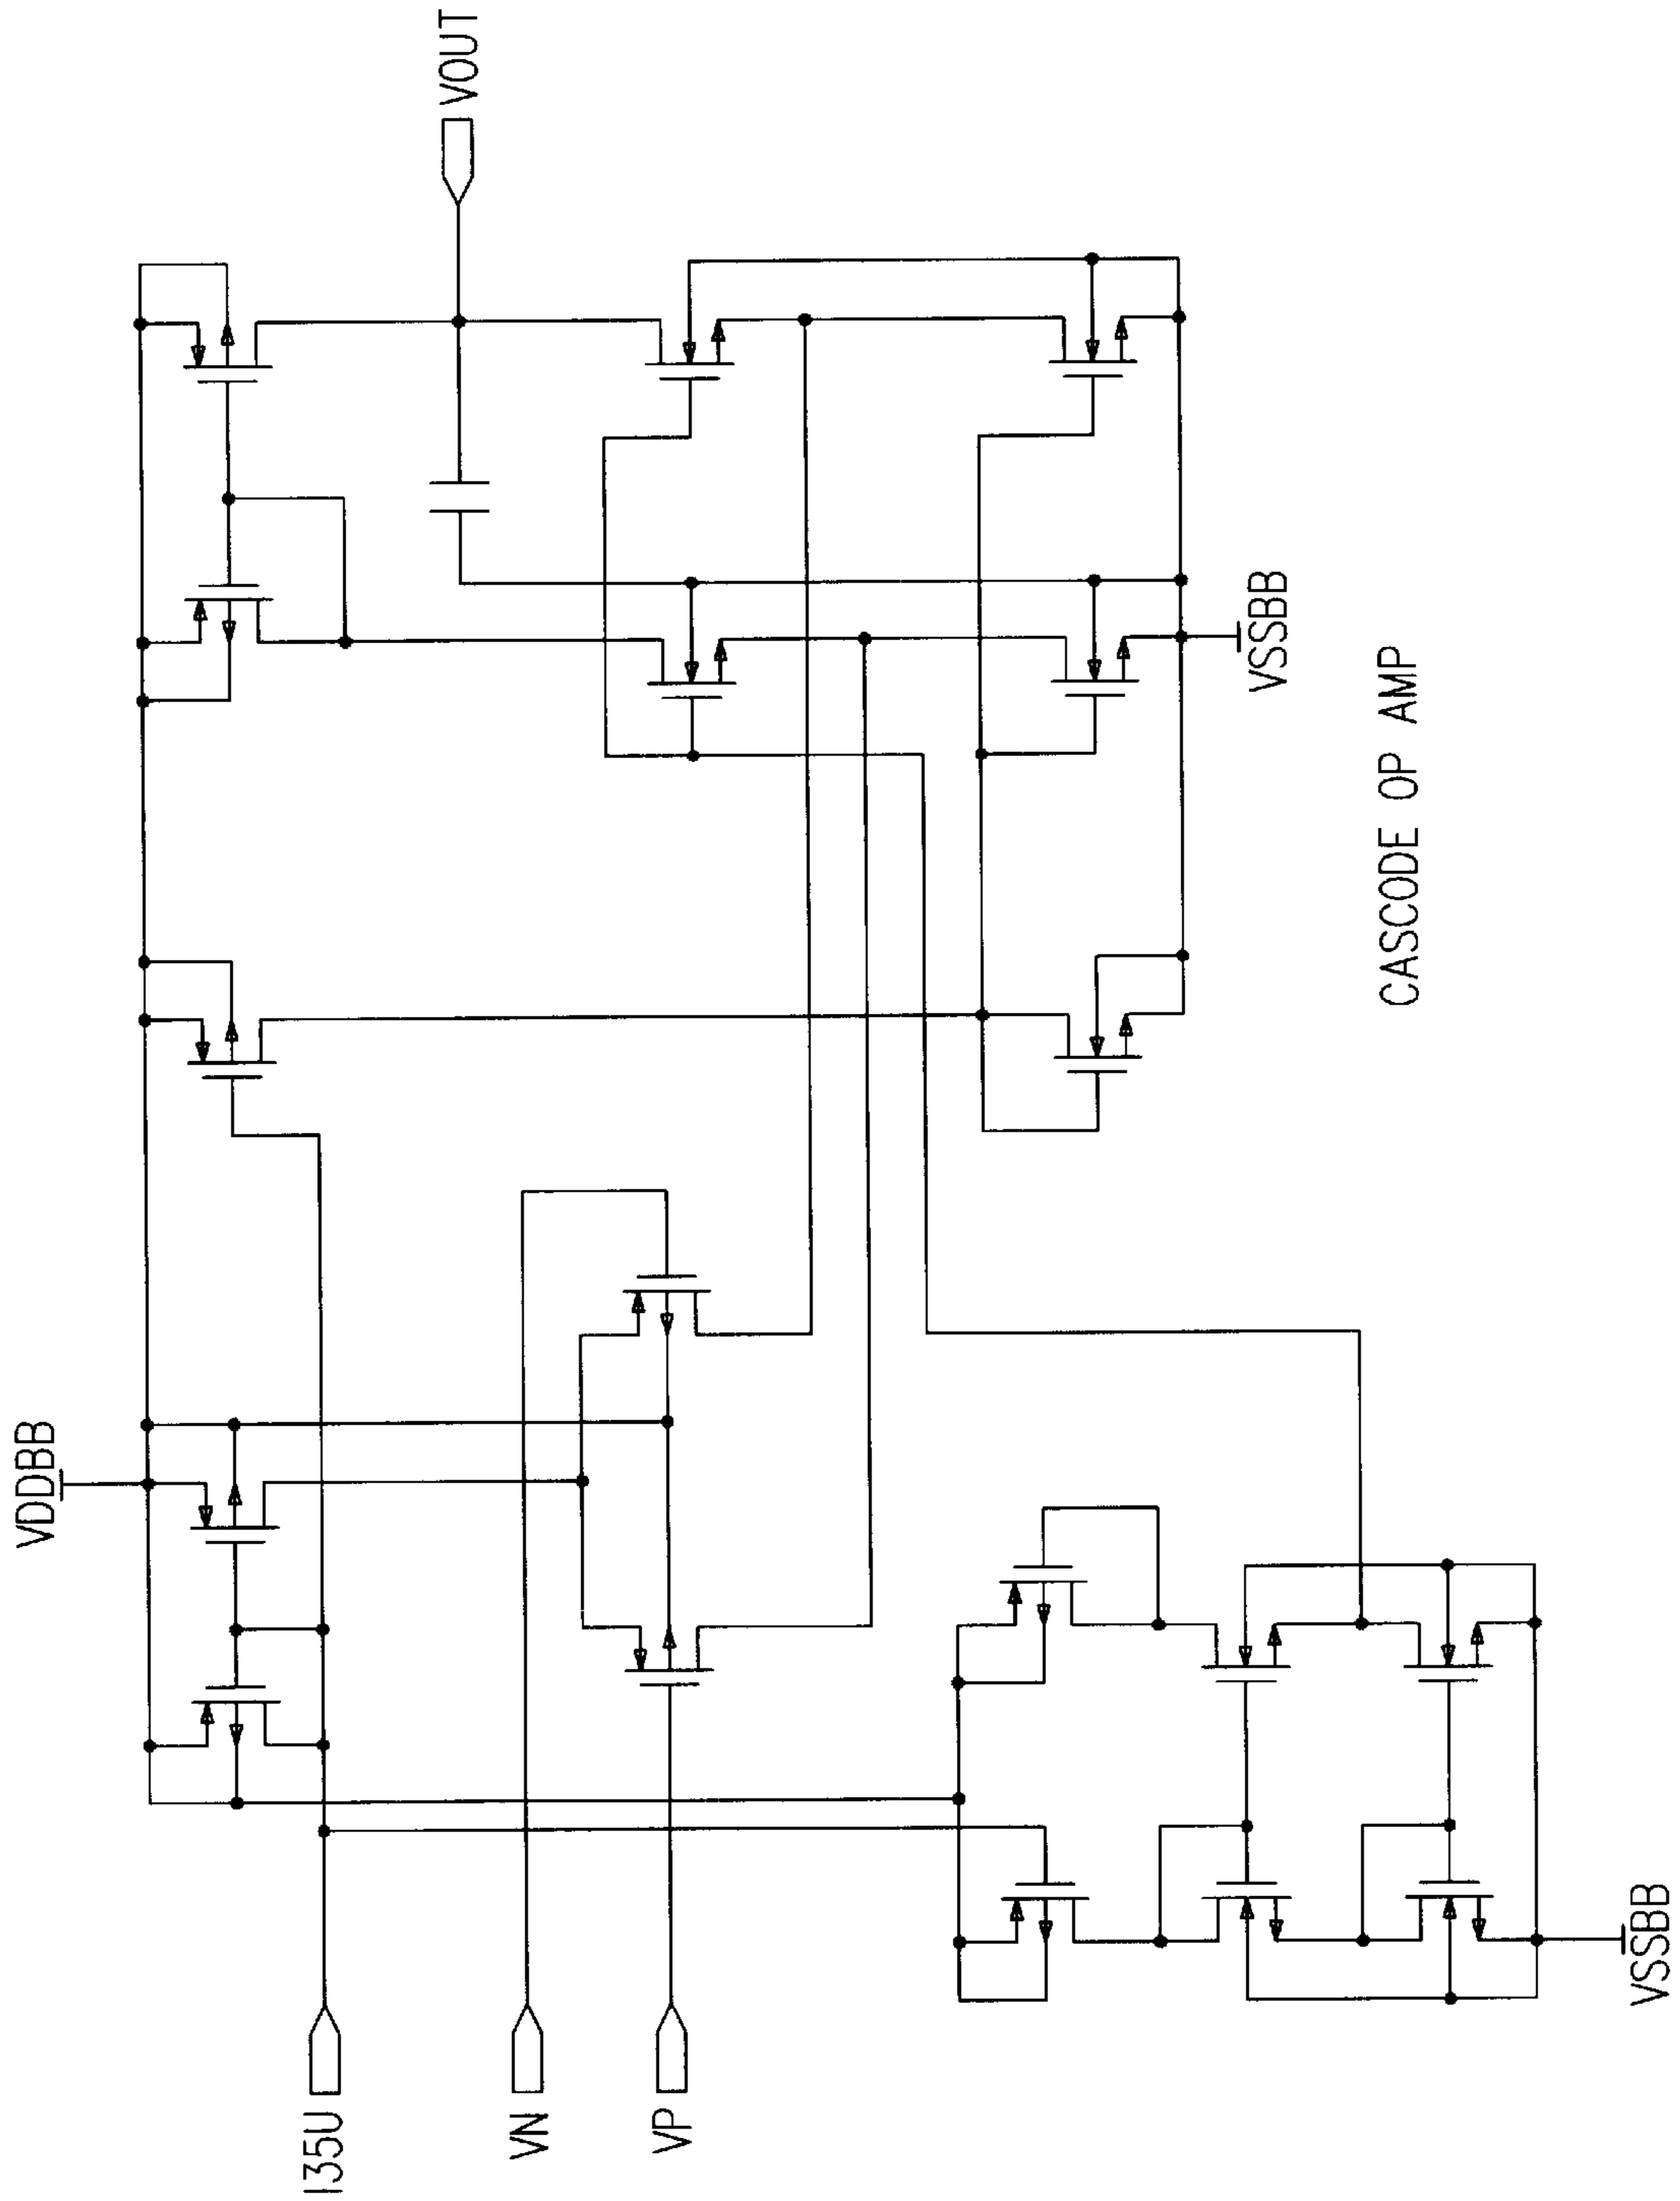 VDDBB
I35U
VN
VP
VOUT
VSSBB
VSSBB
CASCODE OP AMP